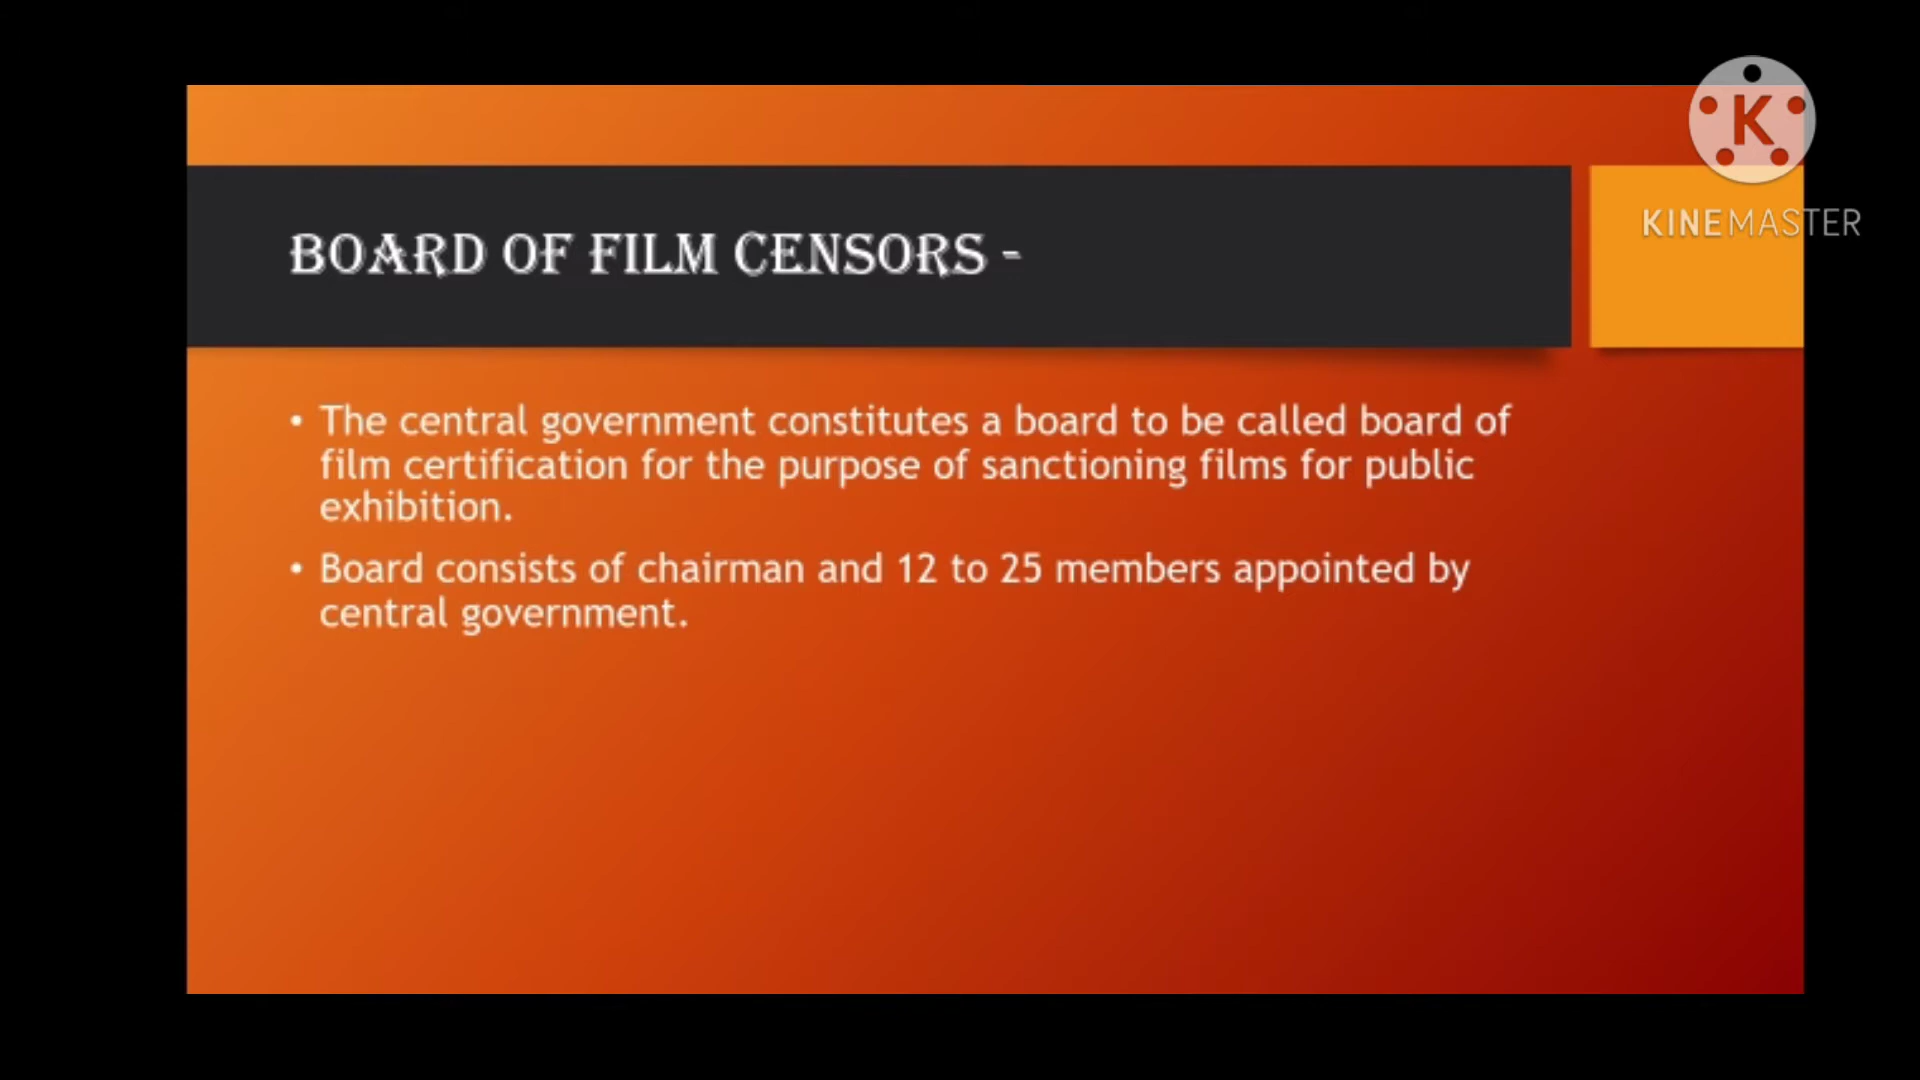 K
KINEMASTER
BOARD OF FILM CENSORS -
• The central government constitutes a board to be called board of
film certification for the purpose of sanctioning films for public
exhibition.
• Board consists of chairman and 12 to 25 members appointed by
central government.